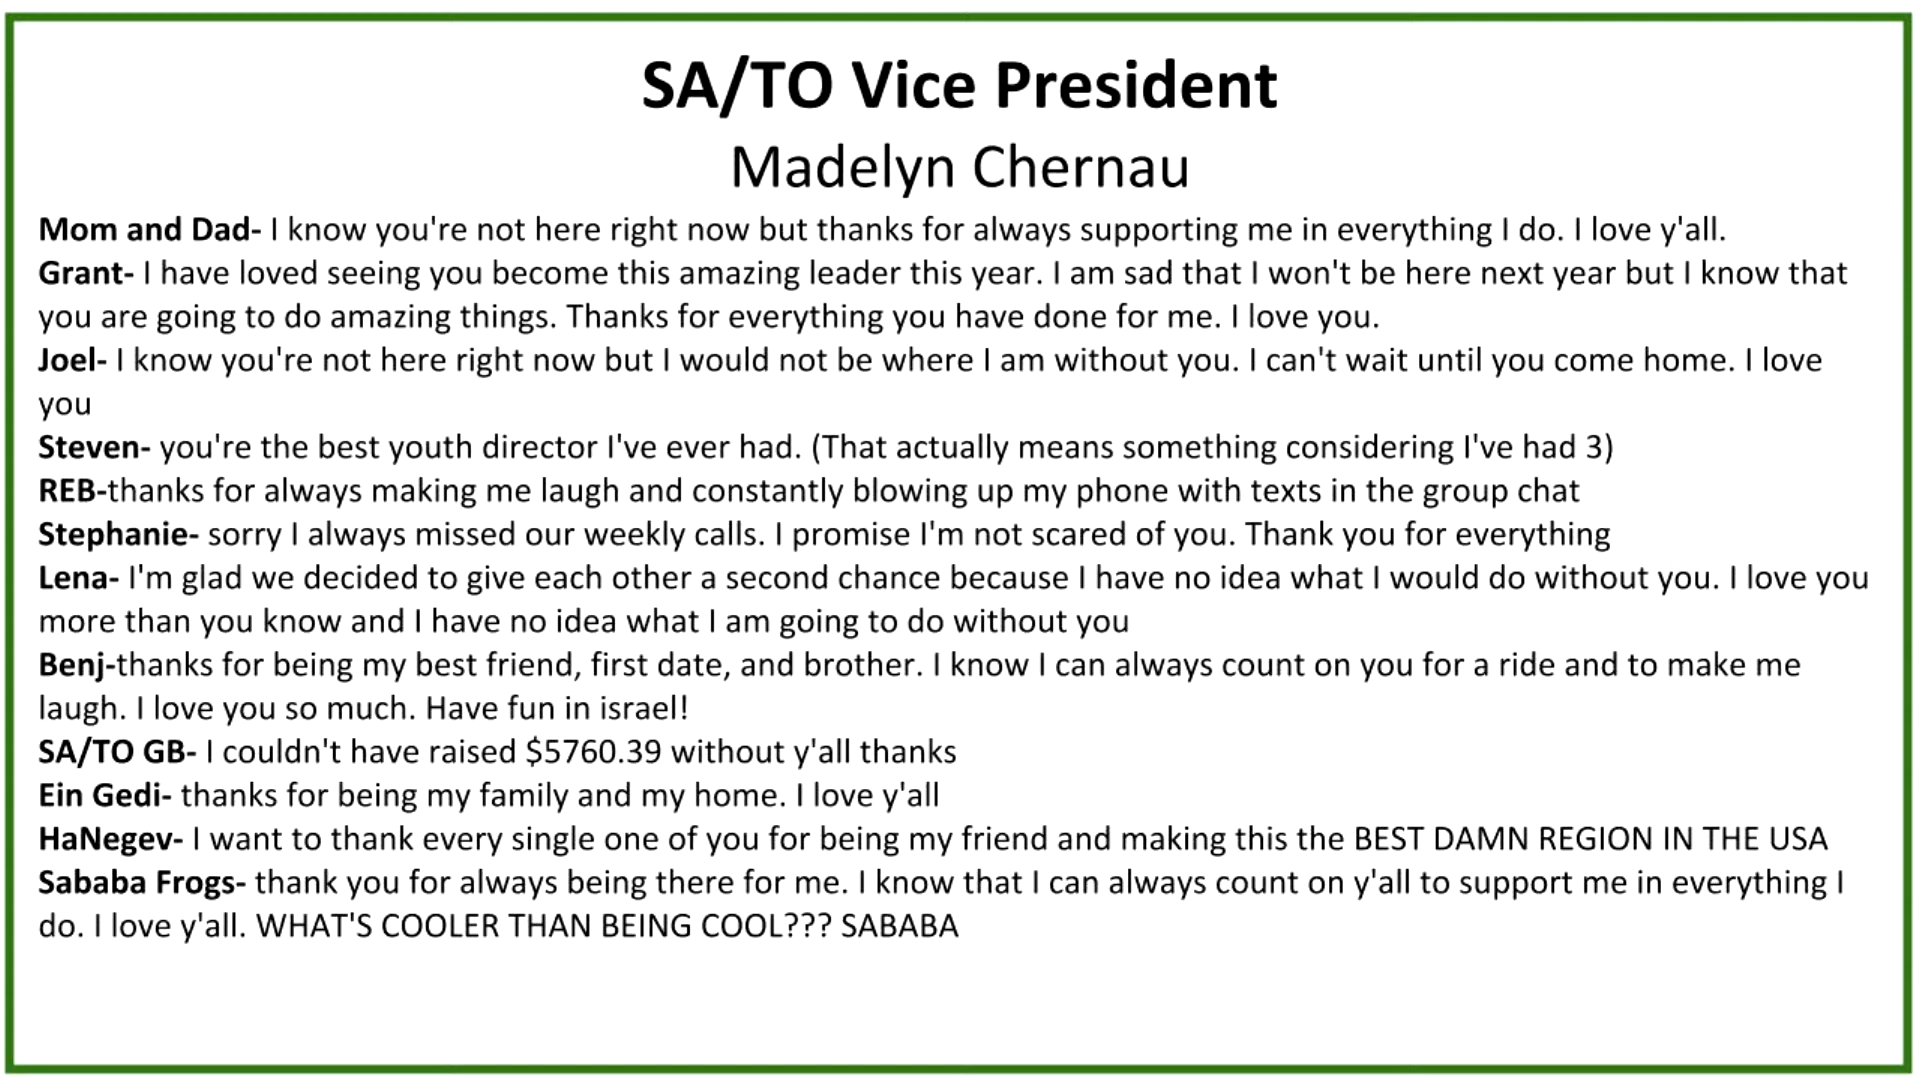 SA/TO Vice President
Madelyn Chernau
Mom and Dad- I know you're not here right now but thanks for always supporting me in everything I do. I love y'all.
Grant- I have loved seeing you become this amazing leader this year. I am sad that I won't be here next year but I know that
you are going to do amazing things. Thanks for everything you have done for me. I love you.
Joel- I know you're not here right now but I would not be where I am without you. I can't wait until you come home. I love
you
Steven- you're the best youth director I've ever had. (That actually means something considering I've had 3)
REB-thanks for always making me laugh and constantly blowing up my phone with texts in the group chat
Stephanie- sorry I always missed our weekly calls. I promise I'm not scared of you. Thank you for everything
Lena- I'm glad we decided to give each other a second chance because I have no idea what I would do without you. I love you
more than you know and I have no idea what I am going to do without you
Benj-thanks for being my best friend, first date, and brother. I know I can always count on you for a ride and to make me
laugh. I love you so much. Have fun in israel!
SA/TO GB- I couldn't have raised $5760.39 without y'all thanks
Ein Gedi- thanks for being my family and my home. I love y'all
HaNegev- I want to thank every single one of you for being my friend and making this the BEST DAMN REGION IN THE USA
Sababa Frogs- thank you for always being there for me. I know that I can always count on y'all to support me in everything I
do. I love y'all. WHAT'S COOLER THAN BEING COOL??? SABABA